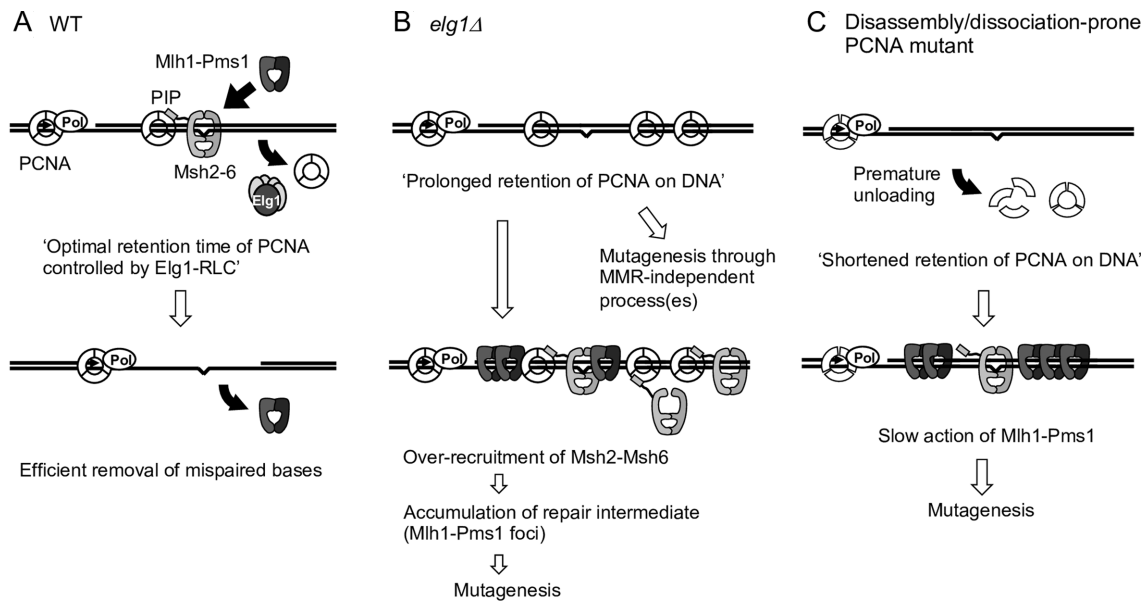 A WT
Mlh1-Pms1
PIP
Pol
PCNA
Msh2-6
Elg1
‘Optimal retention time of PCNA
controlled by Elg1-RLC’
Pol
Efficient removal of mispaired bases
B elg1Δ
Pol
‘Prolonged retention of PCNA on DNA’
Mutagenesis through
MMR-independent
process(es)
Pol
Over-recruitment of Msh2-Msh6
Accumulation of repair intermediate
(Mlh1-Pms1 foci)
Mutagenesis
C Disassembly/dissociation-prone
PCNA mutant
Pol
Premature
unloading
‘Shortened retention of PCNA on DNA’
Pol
Slow action of Mlh1-Pms1
Mutagenesis